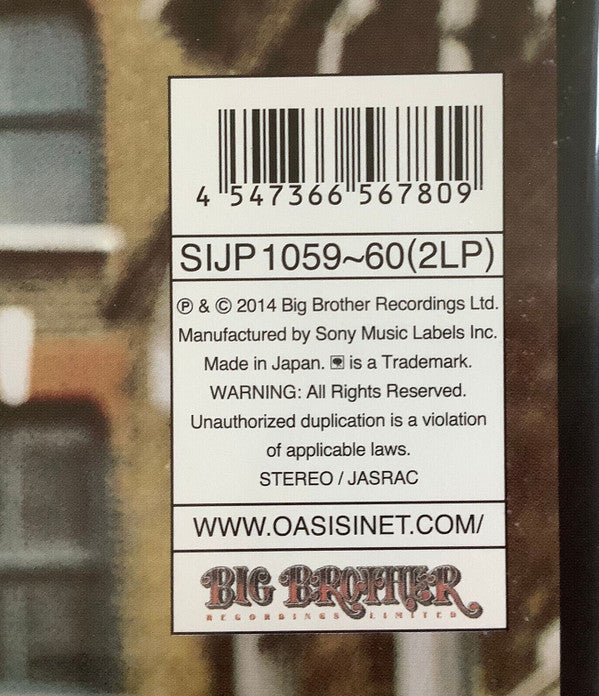 4 547366 567809
SIJP 1059~60(2LP)
℗ & © 2014 Big Brother Recordings Ltd.
Manufactured by Sony Music Labels Inc.
Made in Japan. is a Trademark.
WARNING: All Rights Reserved.
Unauthorized duplication is a violation
of applicable laws.
STEREO / JASRAC
WWW.OASISINET.COM/
BIG BROTHER
RECORDINGS LIMITED